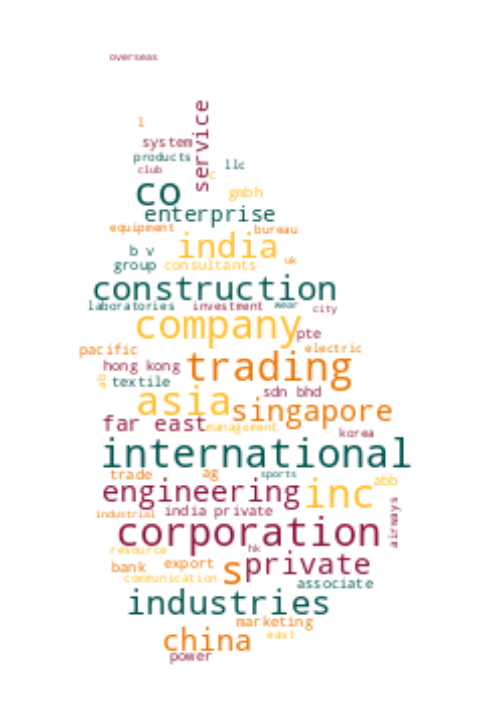 overseas
service
l
system
products
llc
club
c
co
gmbh
enterprise
equipment
bureau
india
b v
uk
group
consultants
construction
laboratories
investment
wear
city
company
pte
pacific
electric
hong kong
trading
ab
textile
sdn bhd
asia
singapore
far east
management
korea
international
trade
ag
sports
abb
engineering
inc
airways
industrial
india private
corporation
resource
hk
bank
export
s
private
communication
associate
industries
marketing
china
east
power